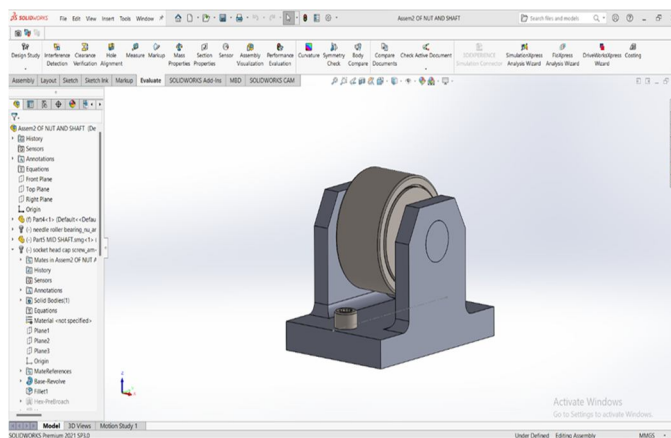 SOLIDWORKS File Edit View Insert Tools Window Assem2 OF NUT AND SHAFT Search files and models
Design Study Interference Detection Clearance Verification Hole Alignment Measure Markup Mass Properties Section Properties Sensor Assembly Visualization Performance Evaluation Curvature Symmetry Check Body Compare Compare Documents Check Active Document 3DEXPERIENCE Simulation Connector SimulationXpress Analysis Wizard FloXpress Analysis Wizard DriveWorksXpress Wizard Costing
Assembly Layout Sketch Sketch Ink Markup Evaluate SOLIDWORKS Add-Ins MBD SOLIDWORKS CAM
Assem2 OF NUT AND SHAFT (De
History
Sensors
Annotations
Equations
Front Plane
Top Plane
Right Plane
Origin
(f) Part4<1> (Default<<Defau
(-) needle roller bearing_nu_ar
(-) Part5 MID SHAFT.smg<1> (
(-) socket head cap screw_am
Mates in Assem2 OF NUT A
History
Sensors
Annotations
Solid Bodies(1)
Equations
Material <not specified>
Plane1
Plane2
Plane3
Origin
MateReferences
Base-Revolve
Fillet1
Hex-PreBroach
Activate Windows
Go to Settings to activate Windows.
Model 3D Views Motion Study 1
SOLIDWORKS Premium 2021 SP3.0 Under Defined Editing Assembly MMGS